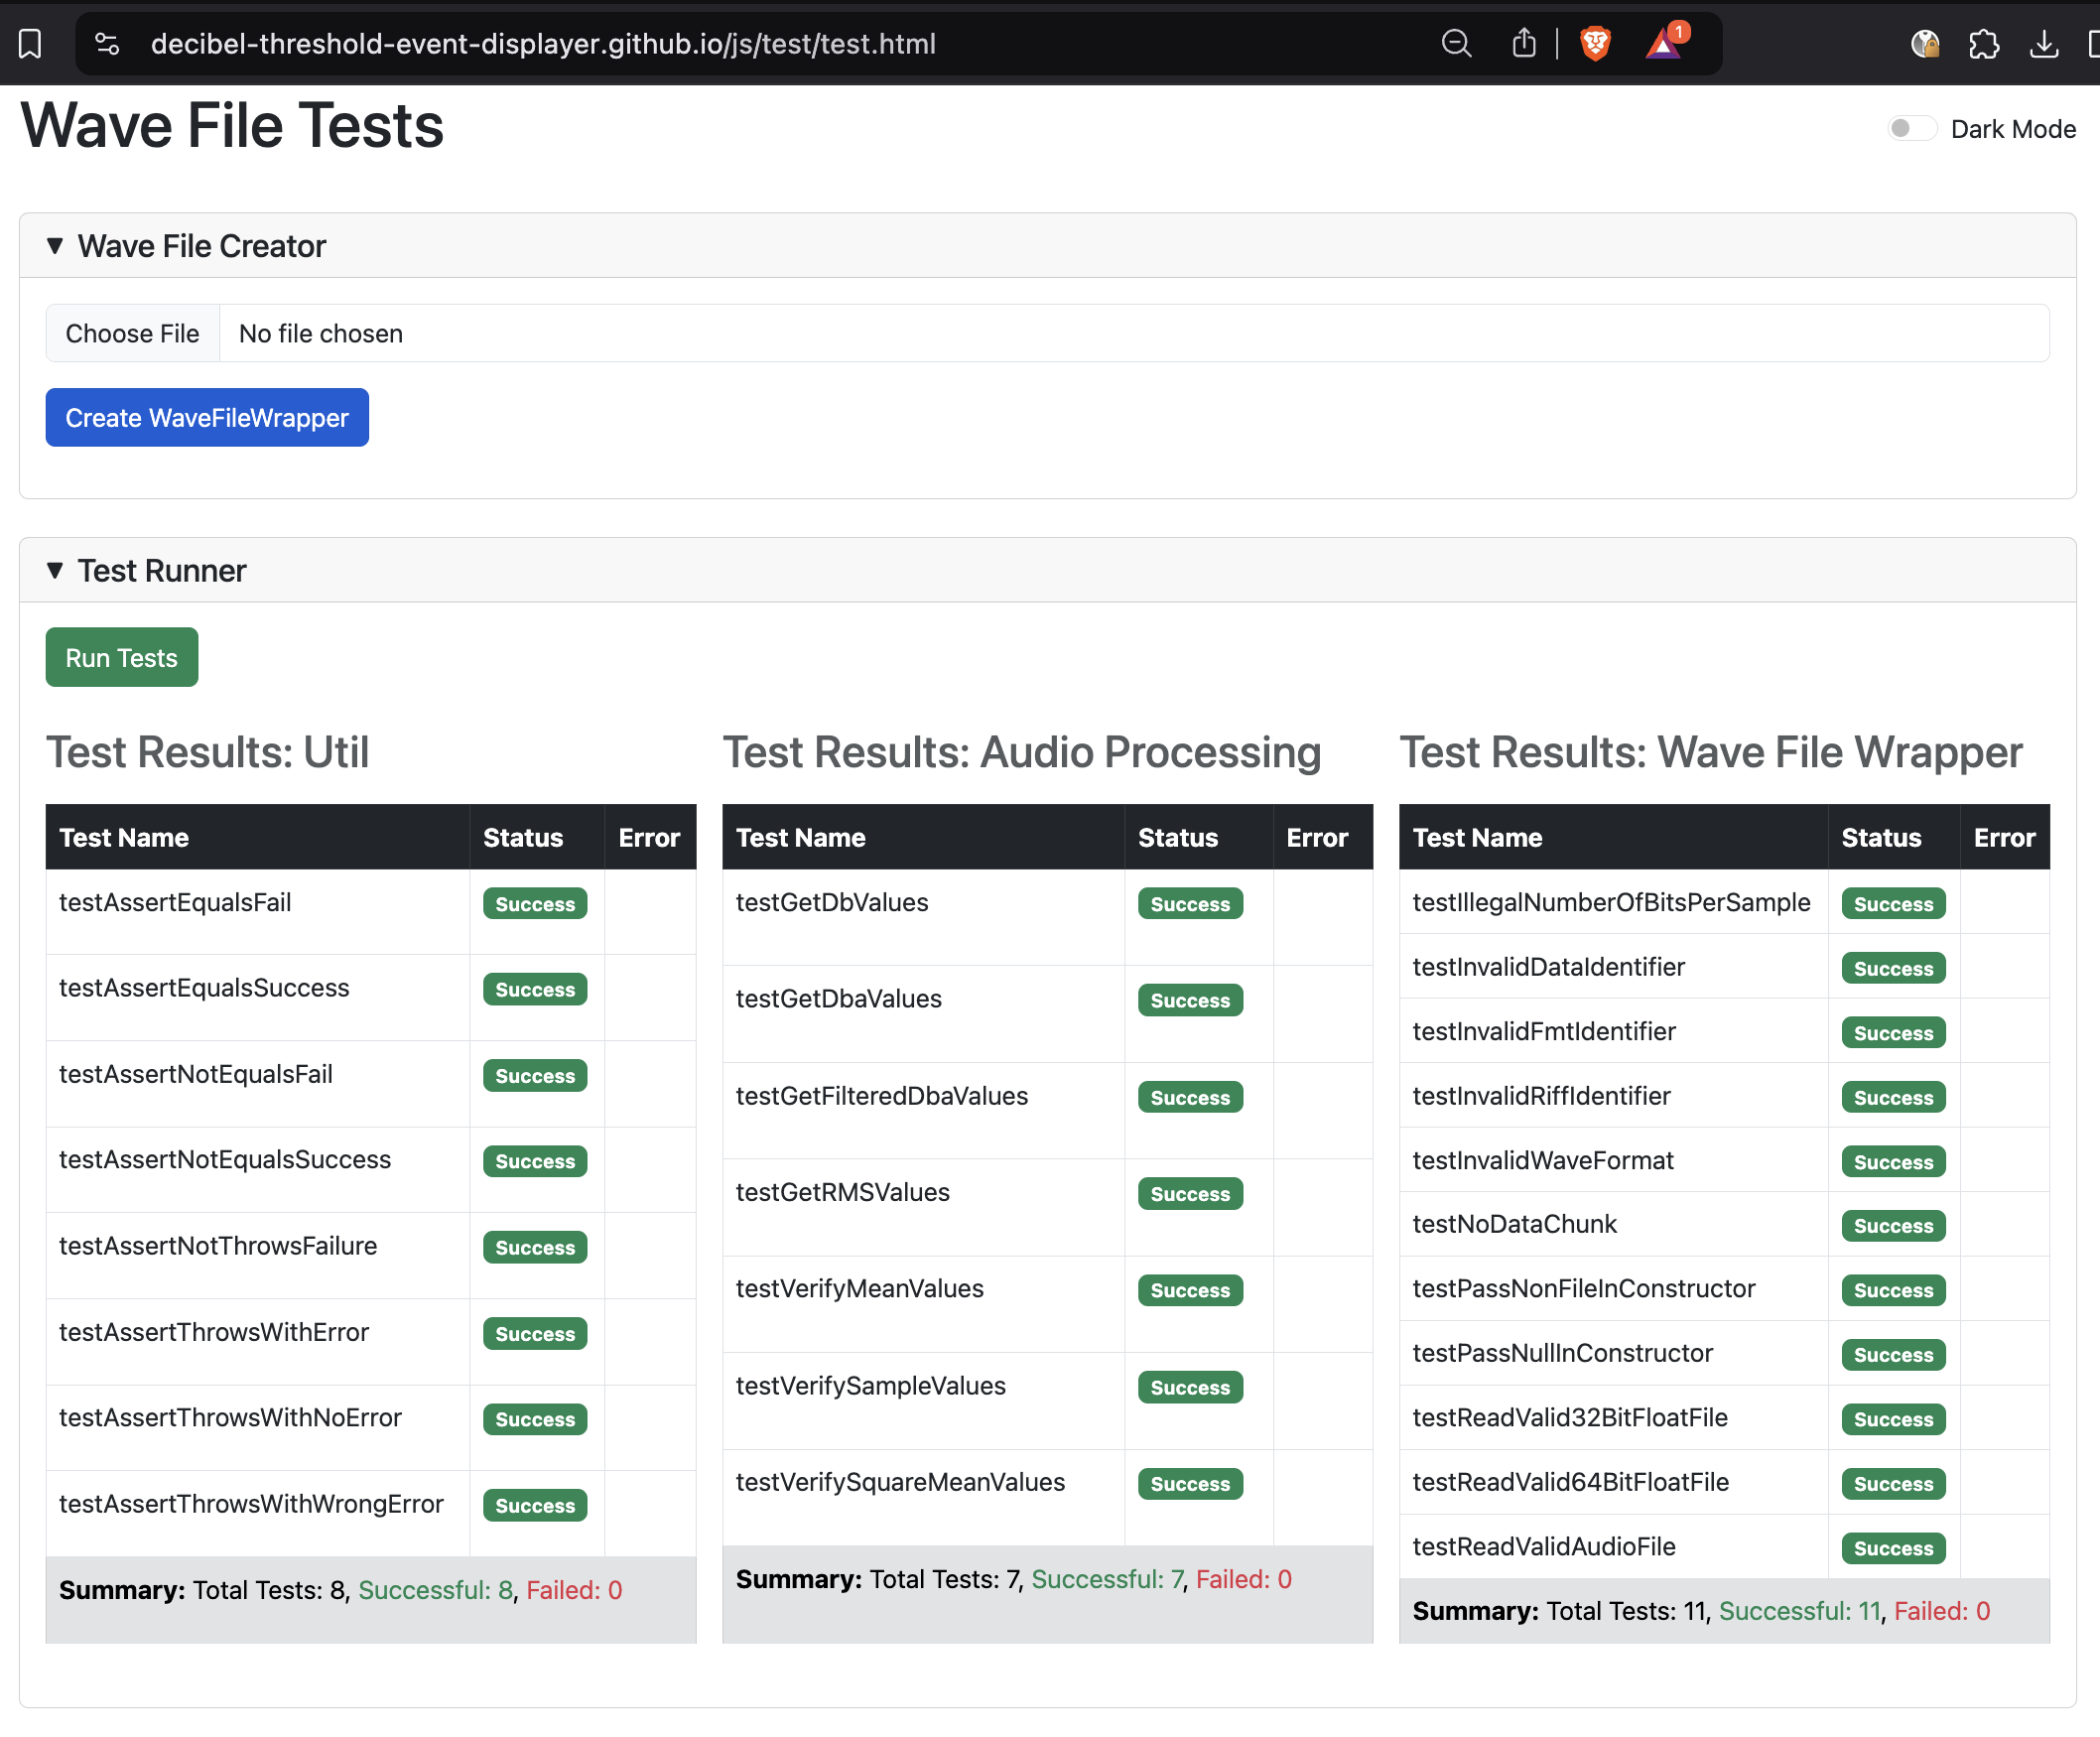 decibel-threshold-event-displayer.github.io/js/test/test.html
1
Wave File Tests
Dark Mode
▼ Wave File Creator
Choose File No file chosen
Create WaveFileWrapper
▼ Test Runner
Run Tests
Test Results: Util
Test Name Status Error
testAssertEqualsFail Success
testAssertEqualsSuccess Success
testAssertNotEqualsFail Success
testAssertNotEqualsSuccess Success
testAssertNotThrowsFailure Success
testAssertThrowsWithError Success
testAssertThrowsWithNoError Success
testAssertThrowsWithWrongError Success
Summary: Total Tests: 8, Successful: 8, Failed: 0
Test Results: Audio Processing
Test Name Status Error
testGetDbValues Success
testGetDbaValues Success
testGetFilteredDbaValues Success
testGetRMSValues Success
testVerifyMeanValues Success
testVerifySampleValues Success
testVerifySquareMeanValues Success
Summary: Total Tests: 7, Successful: 7, Failed: 0
Test Results: Wave File Wrapper
Test Name Status Error
testIllegalNumberOfBitsPerSample Success
testInvalidDataIdentifier Success
testInvalidFmtIdentifier Success
testInvalidRiffIdentifier Success
testInvalidWaveFormat Success
testNoDataChunk Success
testPassNonFileInConstructor Success
testPassNullInConstructor Success
testReadValid32BitFloatFile Success
testReadValid64BitFloatFile Success
testReadValidAudioFile Success
Summary: Total Tests: 11, Successful: 11, Failed: 0